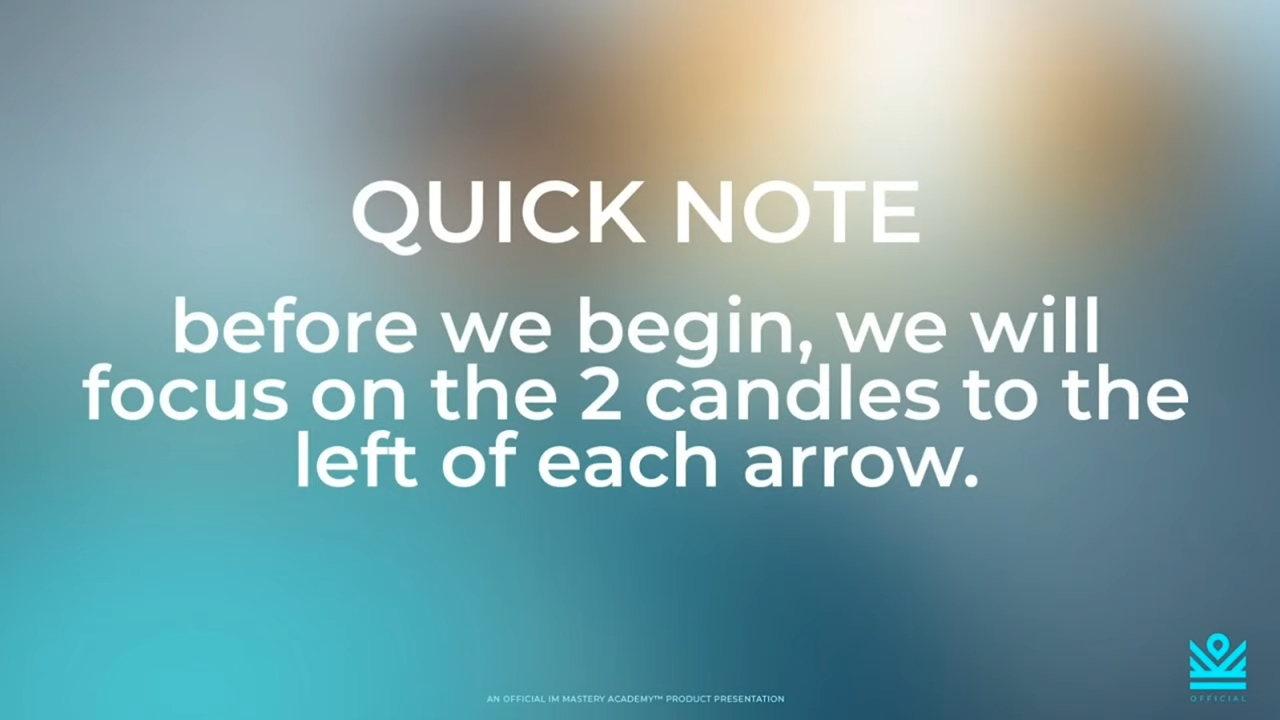 QUICK NOTE
before we begin, we will
focus on the 2 candles to the
left of each arrow.
AN OFFICIAL IM MASTERY ACADEMY™ PRODUCT PRESENTATION
OFFICIAL